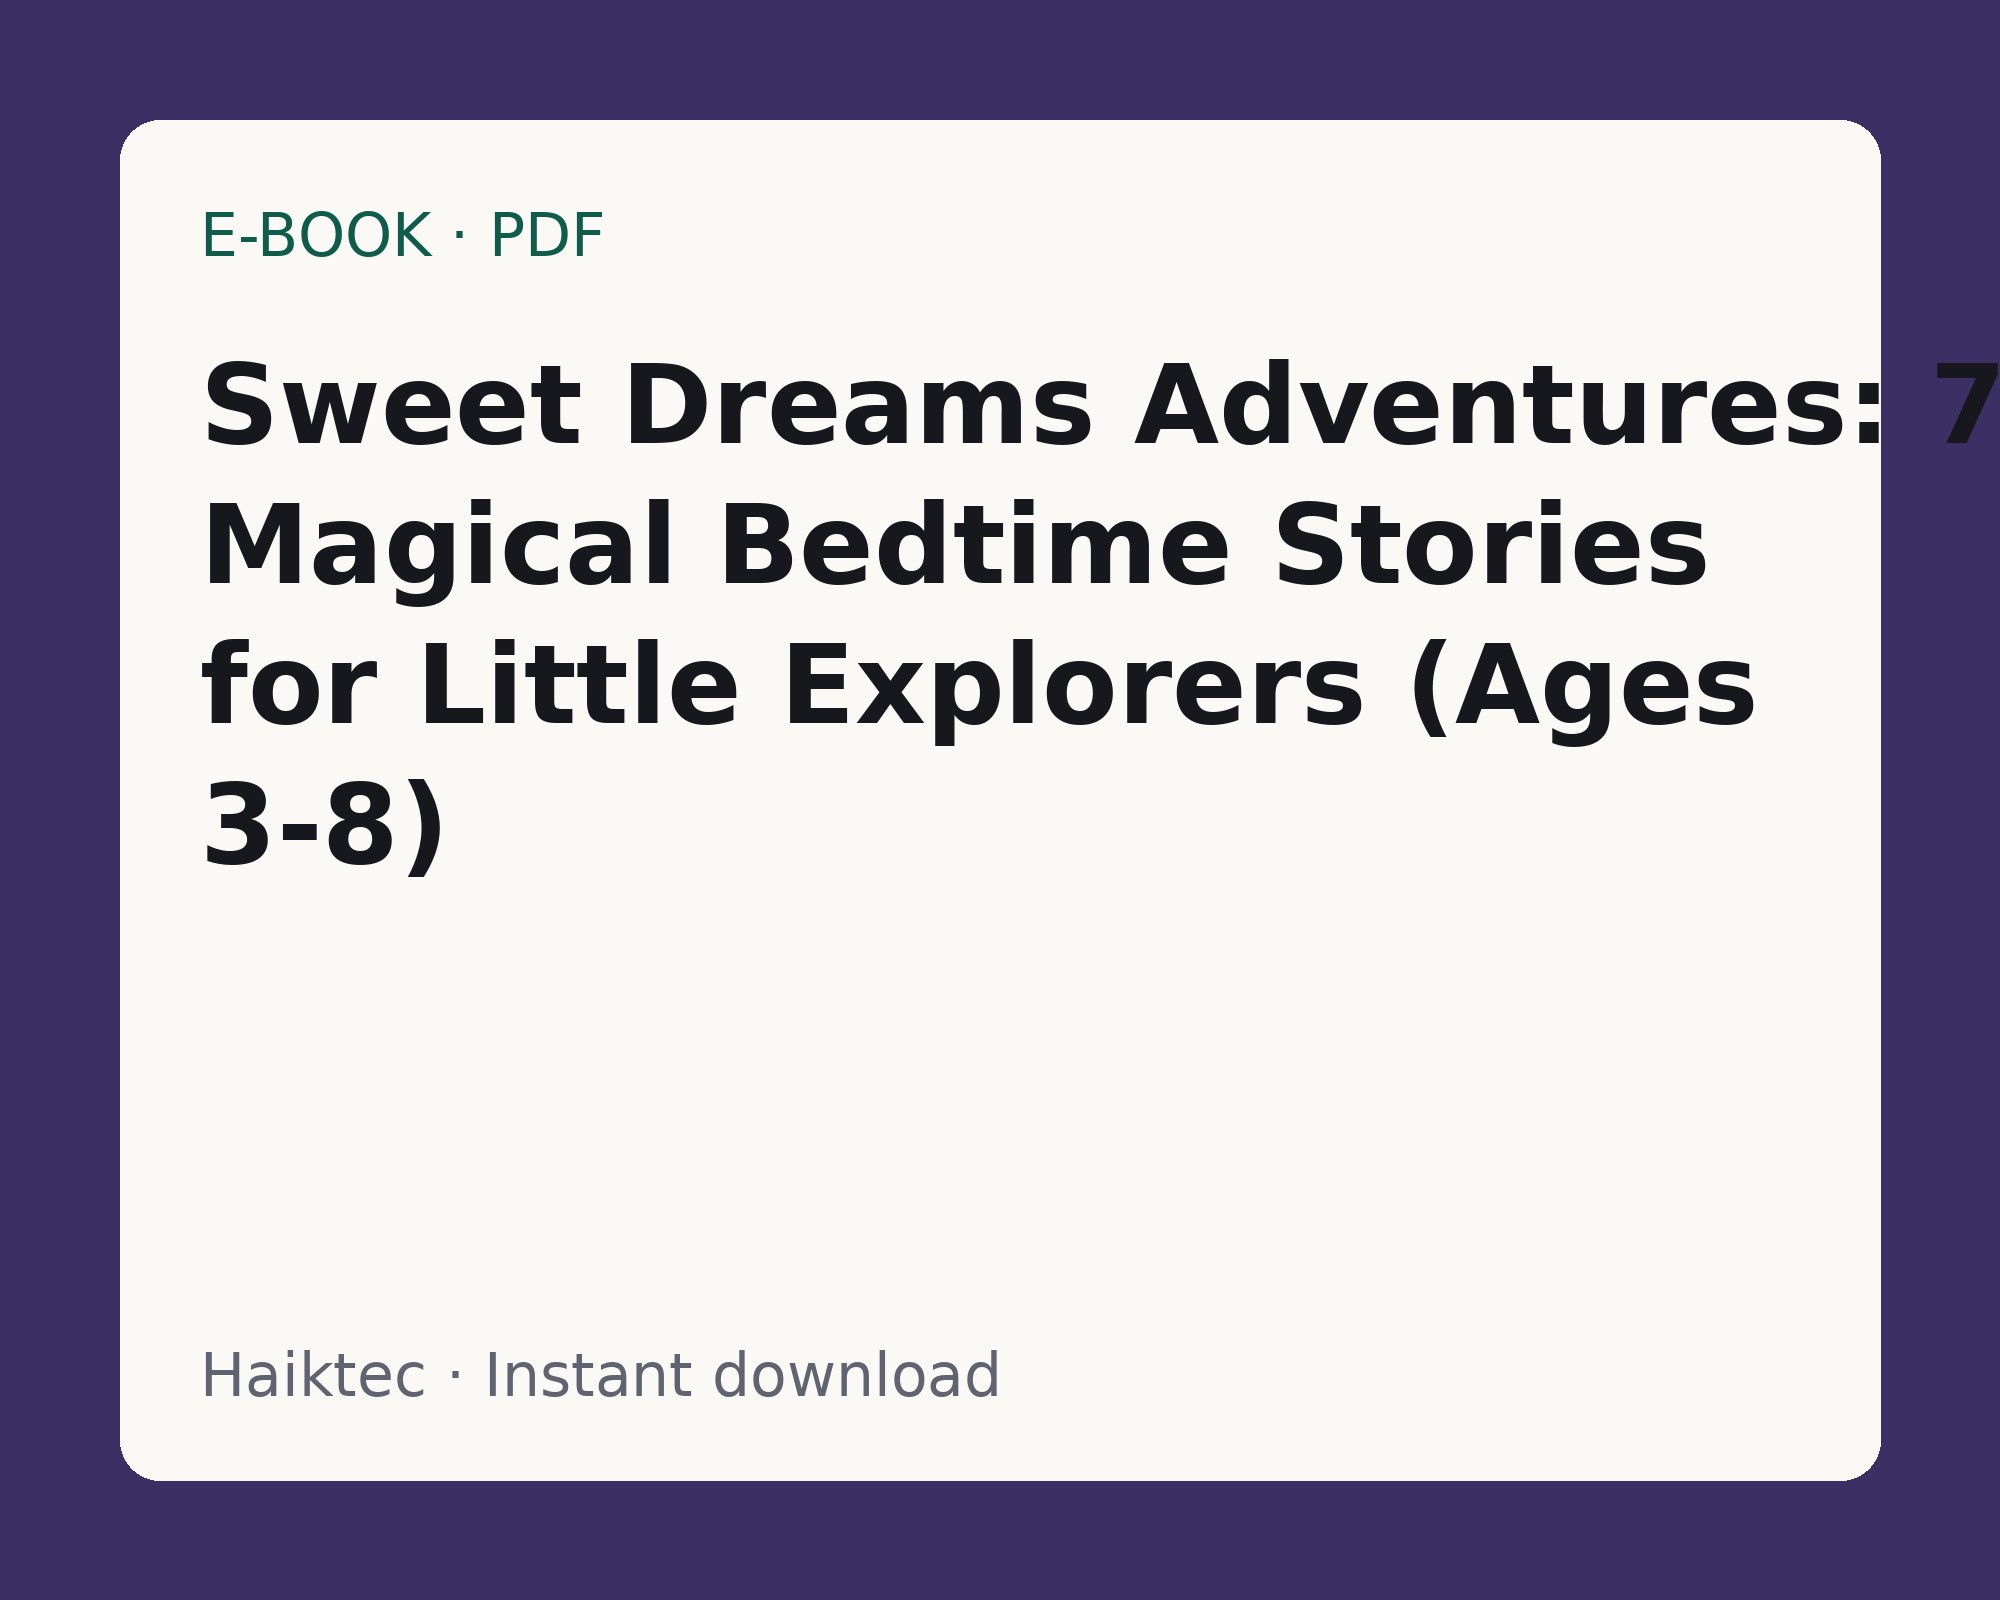 E-BOOK · PDF
Sweet Dreams Adventures: 7
Magical Bedtime Stories
for Little Explorers (Ages
3-8)
Haiktec · Instant download